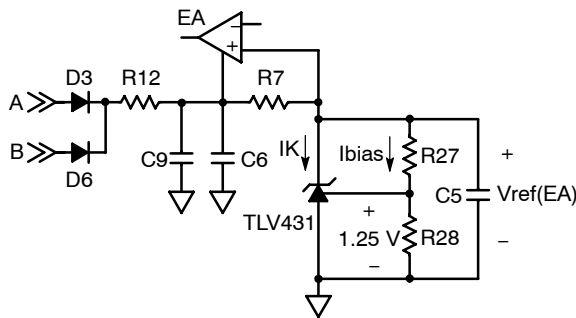 EA
−
+
D3
R12
R7
A
B
D6
C9
C6
IK
Ibias
R27
+
C5
Vref(EA)
−
TLV431
+
1.25 V
−
R28